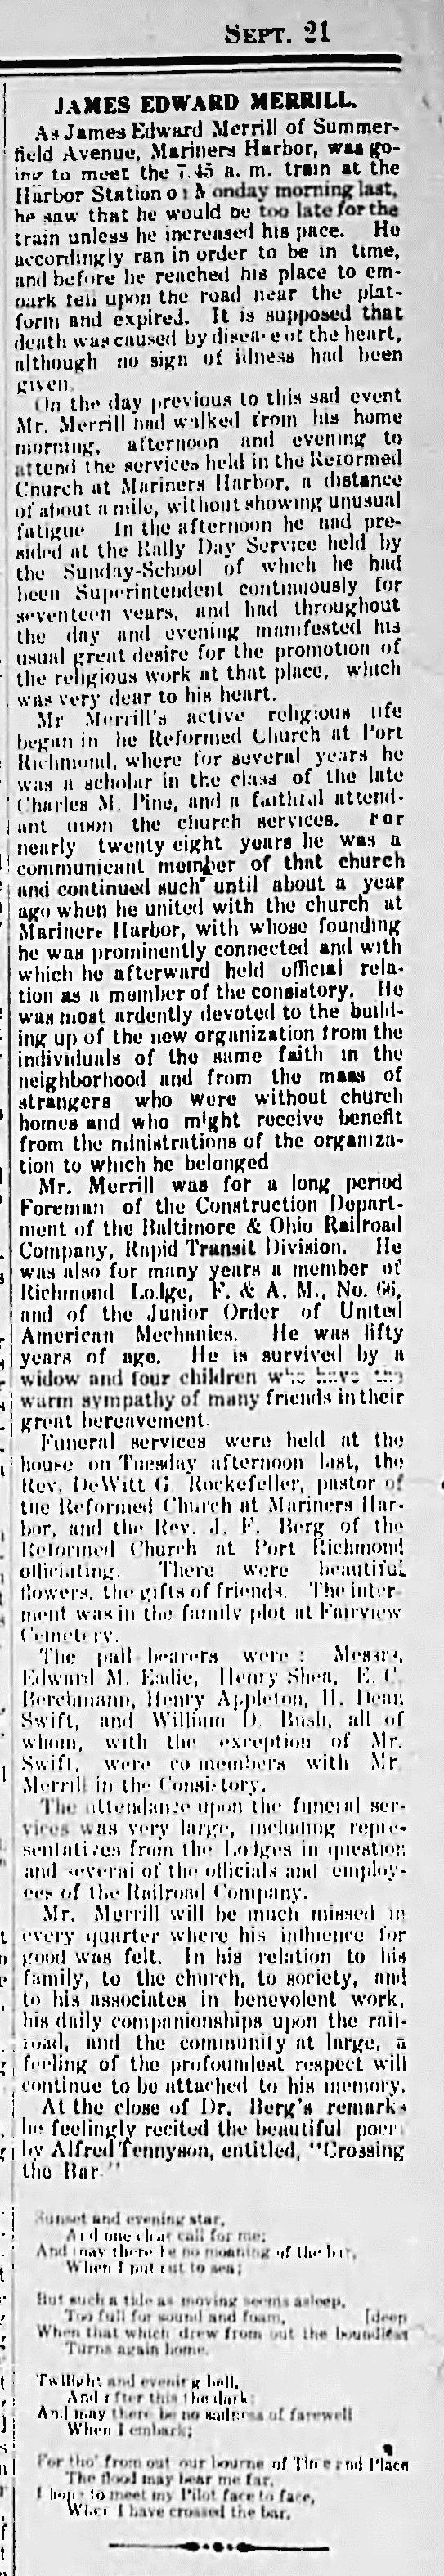 SEPT. 21
JAMES EDWARD MERRILL.
As James Edward Merrill of Summer-
field Avenue, Mariners Harbor, was go-
ing to meet the 7.45 a. m. train at the
Harbor Station on Monday morning last,
he saw that he would be too late for the
train unless he increased his pace. He
accordingly ran in order to be in time,
and before he reached his place to em-
bark fell upon the road near the plat-
form and expired. It is supposed that
death was caused by disease of the heart,
although no sign of illness had been
given.
On the day previous to this sad event
Mr. Merrill had walked from his home
morning, afternoon and evening to
attend the services held in the Reformed
Church at Mariners Harbor, a distance
of about a mile, without showing unusual
fatigue In the afternoon he had pre-
sided at the Rally Day Service held by
the Sunday-School of which he had
been Superintendent continuously for
seventeen years, and had throughout
the day and evening manifested his
usual great desire for the promotion of
the religious work at that place, which
was very dear to his heart.
Mr Merrill's active religious life
began in he Reformed Church at Port
Richmond, where for several years he
was a scholar in the class of the late
Charles M. Pine, and a faithful attend-
ant upon the church services. For
nearly twenty eight years he was a
communicant member of that church
and continued such until about a year
ago when he united with the church at
Mariners Harbor, with whose founding
he was prominently connected and with
which he afterward held official rela-
tion as a member of the consistory. He
was most ardently devoted to the build-
ing up of the new organization from the
individuals of the same faith in the
neighborhood and from the mass of
strangers who were without church
homes and who might receive benefit
from the ministrations of the organiza-
tion to which he belonged
Mr. Merrill was for a long period
Foreman of the Construction Depart-
ment of the Baltimore & Ohio Railroad
Company, Rapid Transit Division. He
was also for many years a member of
Richmond Lodge, F. & A. M., No. 66,
and of the Junior Order of United
American Mechanics. He was fifty
years of age. He is survived by a
widow and four children who have the
warm sympathy of many friends in their
great bereavement.
Funeral services were held at the
house on Tuesday afternoon last, the
Rev. DeWitt G. Rockefeller, pastor of
the Reformed Church at Mariners Har-
bor, and the Rev. J. F. Berg of the
Reformed Church at Port Richmond
officiating. There were beautiful
flowers, the gifts of friends. The inter-
ment was in the family plot at Fairview
Cemetery.
The pall bearers were : Messrs.
Edward M. Eadie, Henry Shea, E. C.
Berchmann, Henry Appleton, H. Dean
Swift, and William D. Bush, all of
whom, with the exception of Mr.
Swift, were co members with Mr
Merrill in the Consistory.
The attendance upon the funeral ser-
vices was very large, including repre-
sentatives from the Lodges in question
and several of the officials and employ-
ees of the Railroad Company.
Mr. Merrill will be much missed in
every quarter where his influence for
good was felt. In his relation to his
family, to the church, to society, and
to his associates in benevolent work,
his daily companionships upon the rail-
road, and the community at large, a
feeling of the profoundest respect will
continue to be attached to his memory.
At the close of Dr. Berg's remarks
he feelingly recited the beautiful poem
by Alfred Tennyson, entitled, "Crossing
the Bar "
Sunset and evening star,
And one clear call for me;
And may there be no moaning of the bar,
When I put out to sea;
But such a tide as moving seems asleep,
Too full for sound and foam, [deep
When that which drew from out the boundless
Turns again home.
Twilight and evening bell,
And after this the dark;
And may there be no sadness of farewell
When I embark;
For tho' from out our bourne of Time and Place
The flood may bear me far,
I hope to meet my Pilot face to face,
When I have crossed the bar.